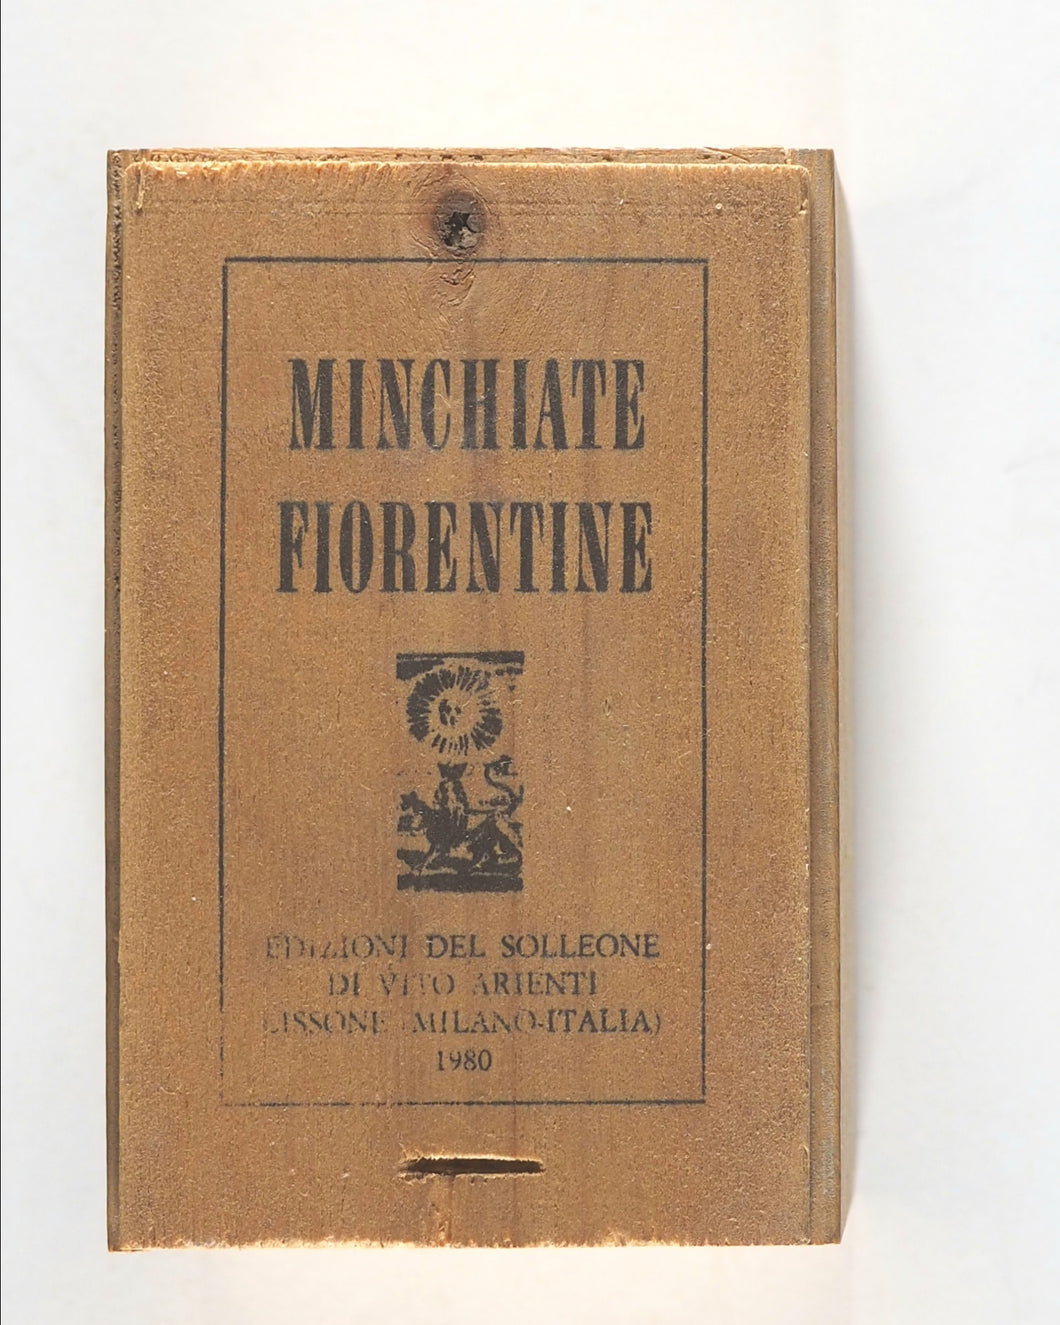 MINCHIATE
FIORENTINE
EDIZIONI DEL SOLLEONE
DI VITO ARIENTI
LISSONE (MILANO-ITALIA)
1980